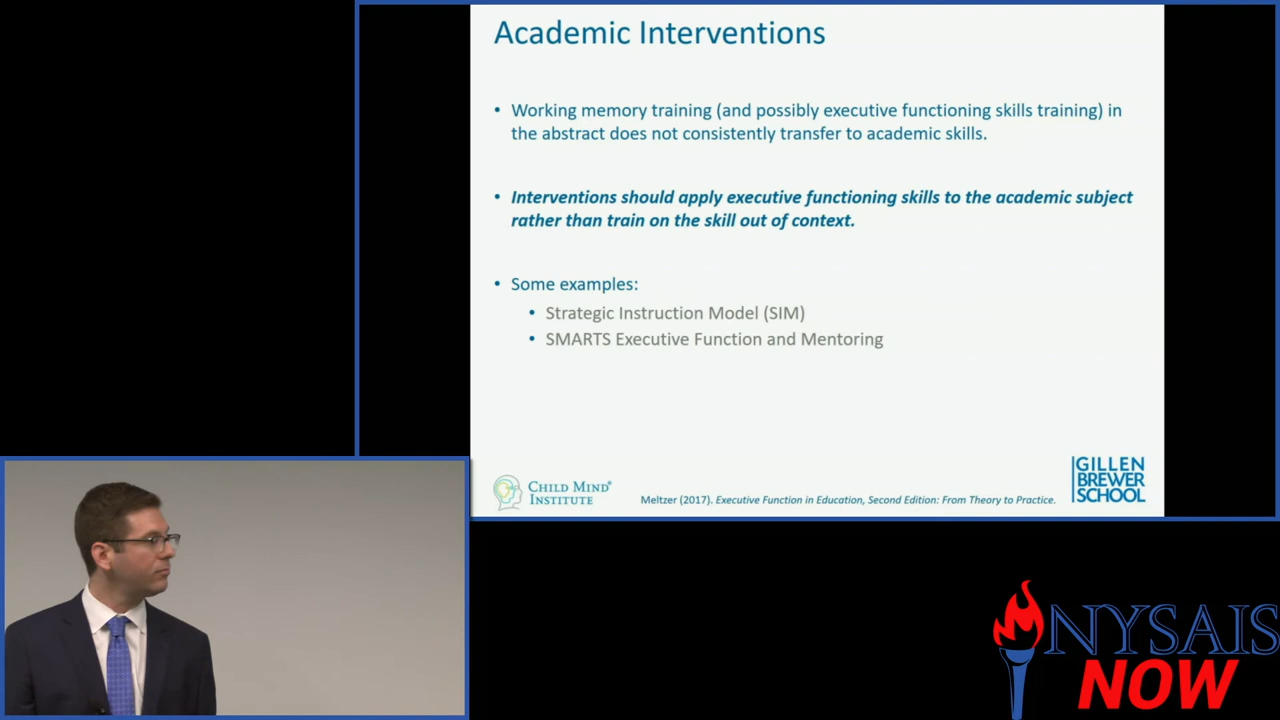 Academic Interventions
• Working memory training (and possibly executive functioning skills training) in
the abstract does not consistently transfer to academic skills.
• Interventions should apply executive functioning skills to the academic subject
rather than train on the skill out of context.
• Some examples:
• Strategic Instruction Model (SIM)
• SMARTS Executive Function and Mentoring
CHILD MIND®
INSTITUTE
Meltzer (2017). Executive Function in Education, Second Edition: From Theory to Practice.
GILLEN
BREWER
SCHOOL
NYSAIS
NOW